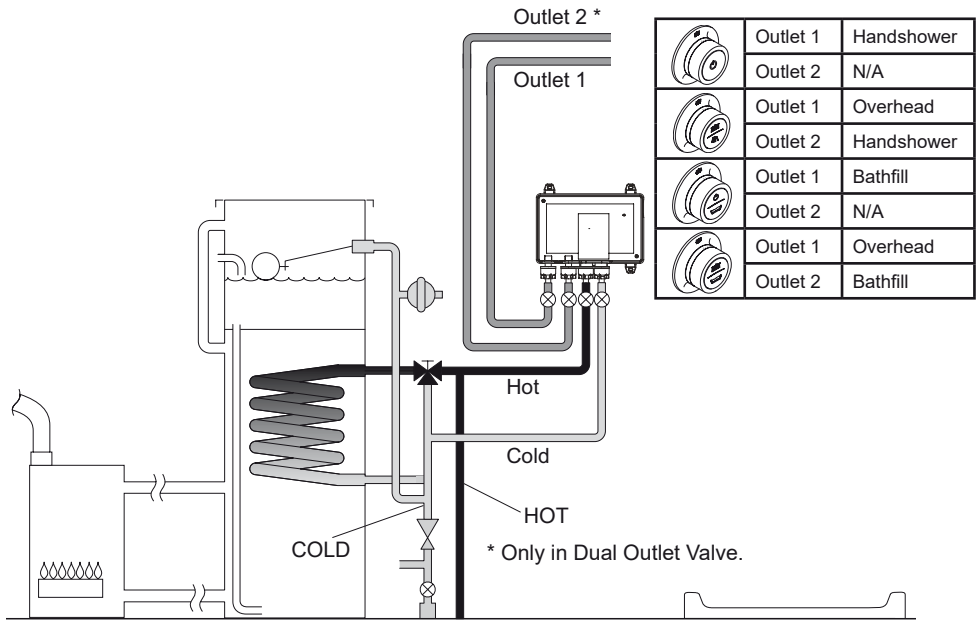 Outlet 2 *
Outlet 1
Outlet 1 Handshower
Outlet 2 N/A
Outlet 1 Overhead
Outlet 2 Handshower
Outlet 1 Bathfill
Outlet 2 N/A
Outlet 1 Overhead
Outlet 2 Bathfill
Hot
Cold
HOT
COLD
* Only in Dual Outlet Valve.